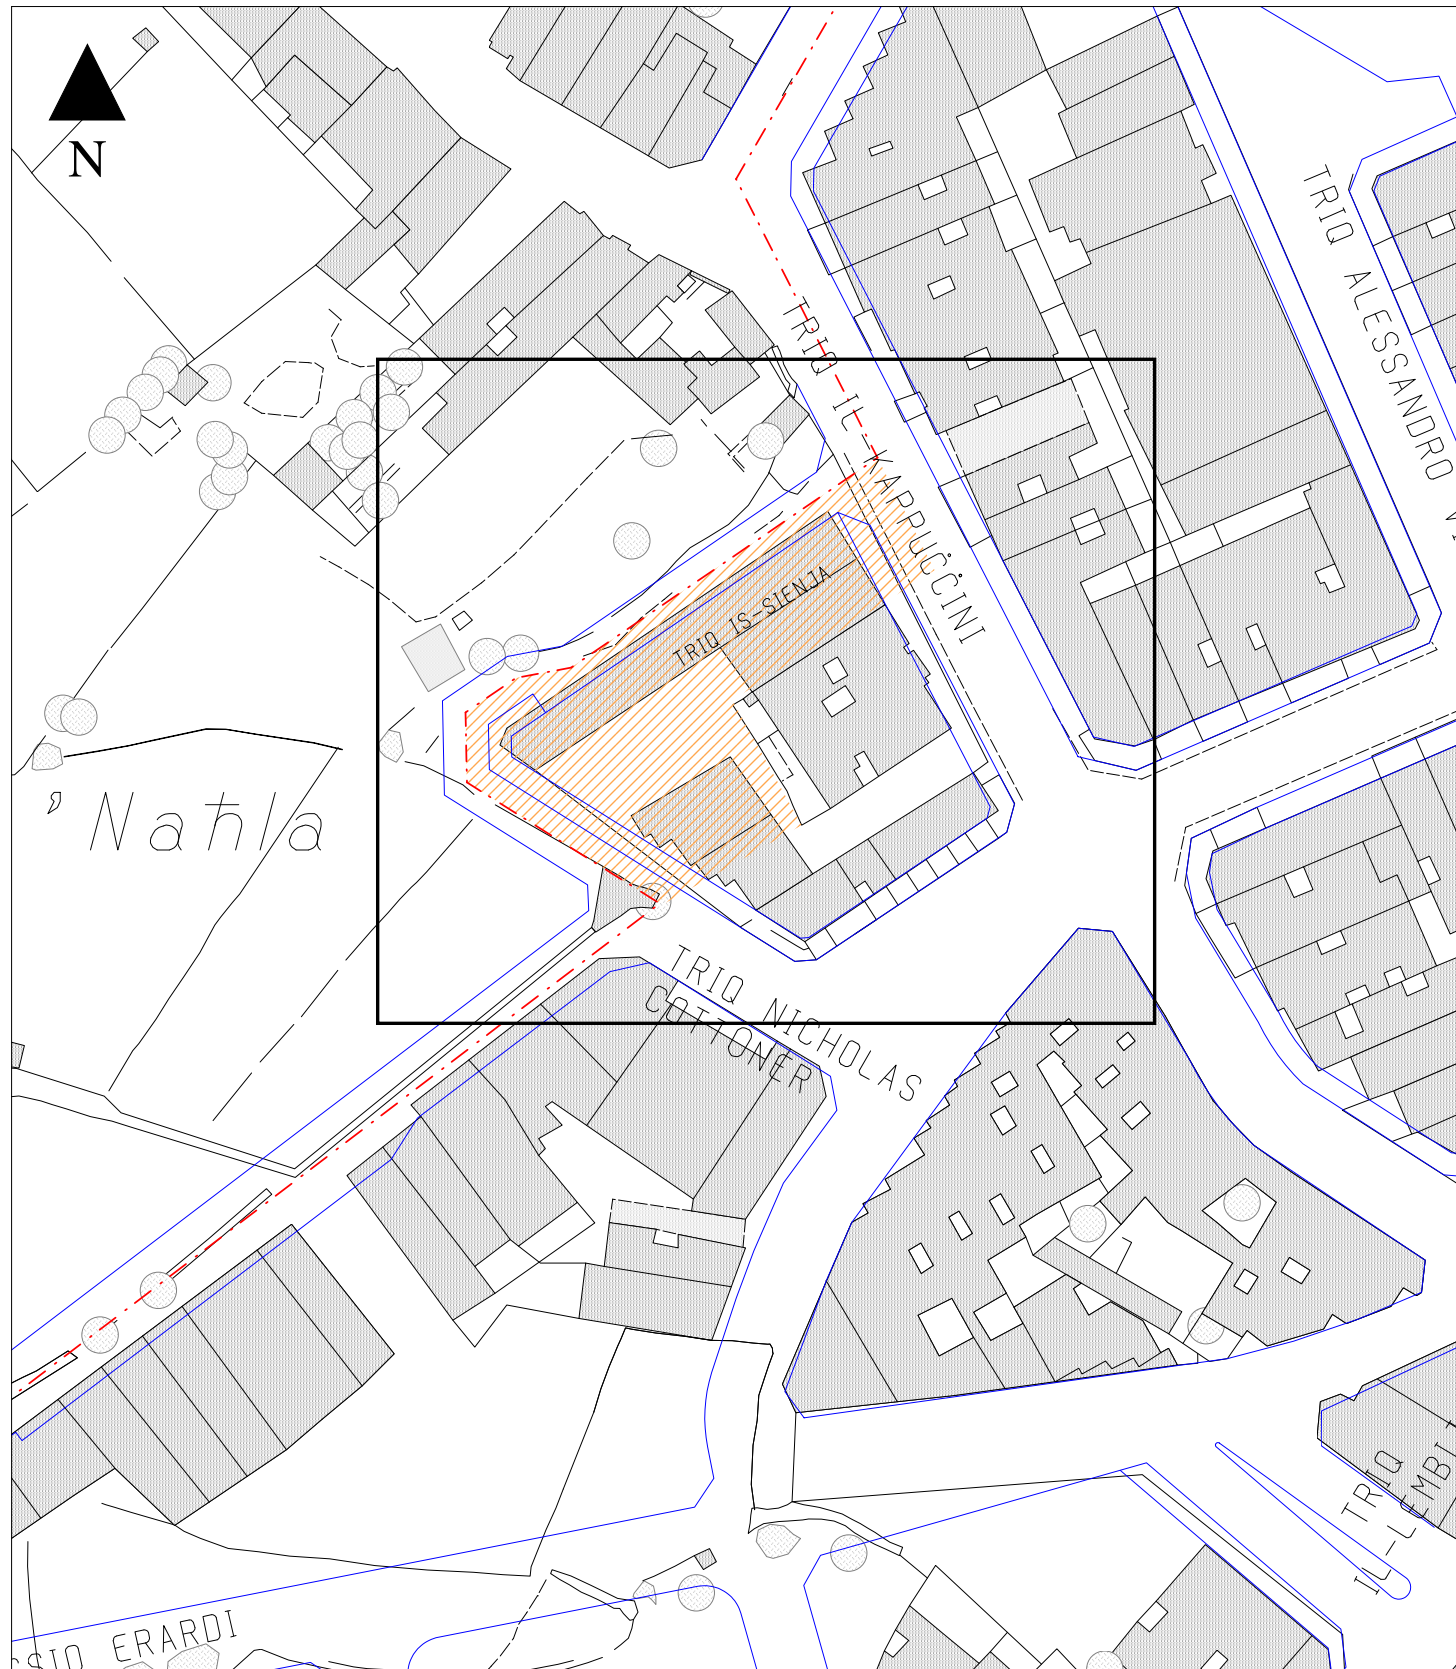 N
TRIQ ALESSANDRO
TRIQ IL-KAPPUĊĊINI
TRIQ IS-SIENJA
'Naħla
TRIQ NICHOLAS
COTTONER
TRIQ
ERARDI